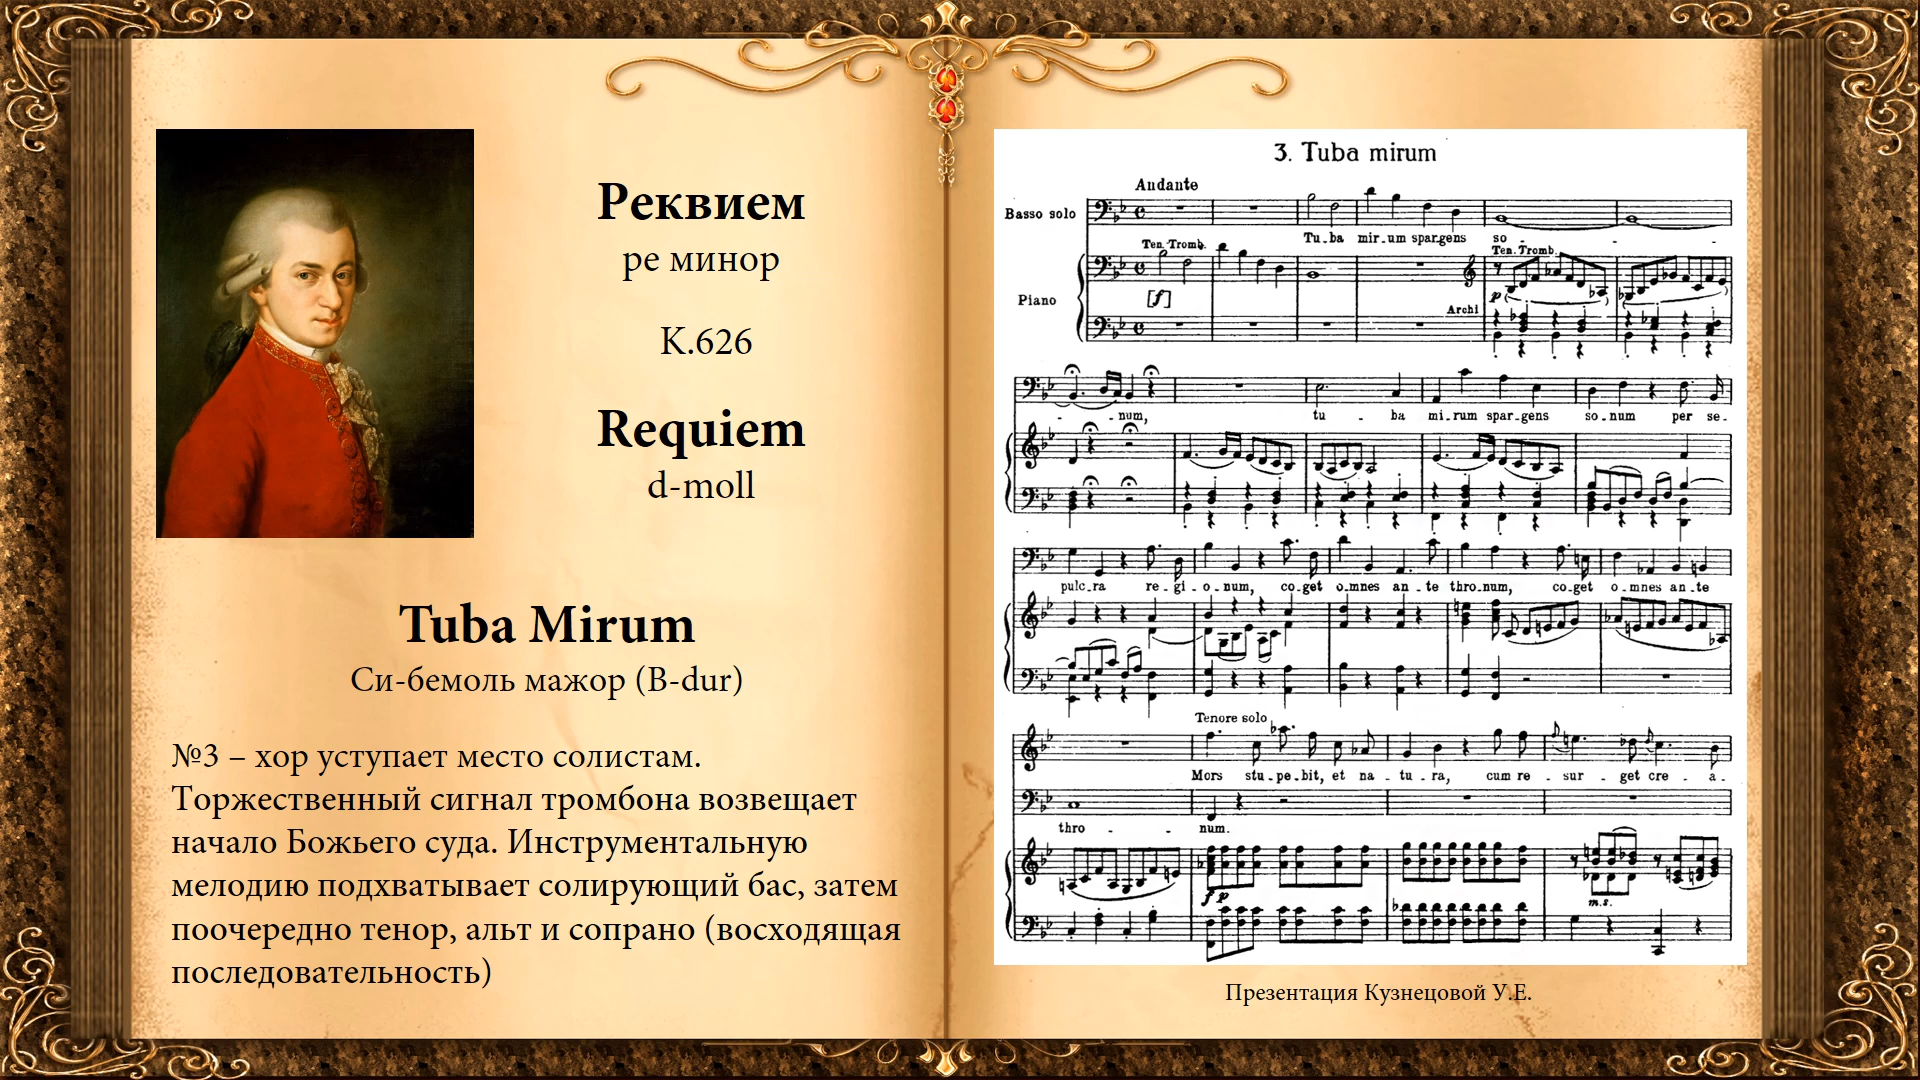 Реквием
ре минор
К.626
Requiem
d-moll
Tuba Mirum
Си-бемоль мажор (B-dur)
№3 – хор уступает место солистам.
Торжественный сигнал тромбона возвещает
начало Божьего суда. Инструментальную
мелодию подхватывает солирующий бас, затем
поочередно тенор, альт и сопрано (восходящая
последовательность)
3. Tuba mirum
Andante
Basso solo
Tu-ba mir-um spar-gens so - -
Ten. Tromb.
Ten. Tromb.
[f]
p
Piano
Archi
- - num, tu - ba mi-rum spar-gens so-num per se-
pulc-ra re-gi-o-num, co-get o-mnes an-te thro-num, co-get o-mnes an-te
Tenore solo
Mors stu-pe-bit, et na-tu-ra, cum re-sur-get cre-a-
thro - - num.
f p
m.s.
Презентация Кузнецовой У.Е.